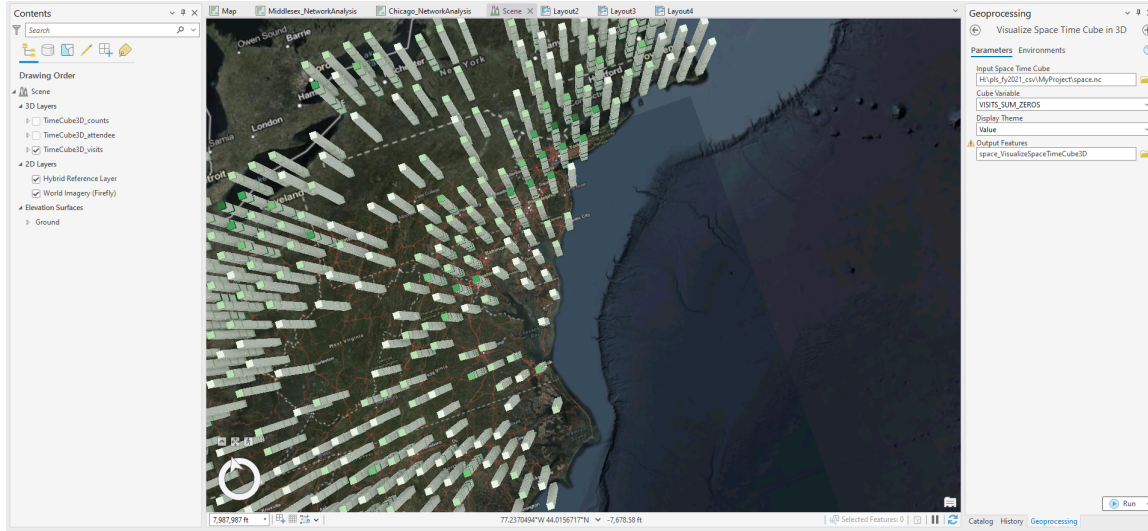 Contents
Search
Drawing Order
Scene
3D Layers
TimeCube3D_counts
TimeCube3D_attendee
TimeCube3D_visits
2D Layers
Hybrid Reference Layer
World Imagery (Firefly)
Elevation Surfaces
Ground
Map
Middlesex_NetworkAnalysis
Chicago_NetworkAnalysis
Scene
Layout2
Layout3
Layout4
Owen Sound
Barrie
New York
London
Sarnia
West Virginia
7,987,987 ft
77.2370494°W 44.0156717°N
-7,678.58 ft
Selected Features: 0
Geoprocessing
Visualize Space Time Cube in 3D
Parameters Environments
Input Space Time Cube
H:\pls_fy2021_csv\MyProject\space.nc
Cube Variable
VISITS_SUM_ZEROS
Display Theme
Value
Output Features
space_VisualizeSpaceTimeCube3D
Run
Catalog History Geoprocessing